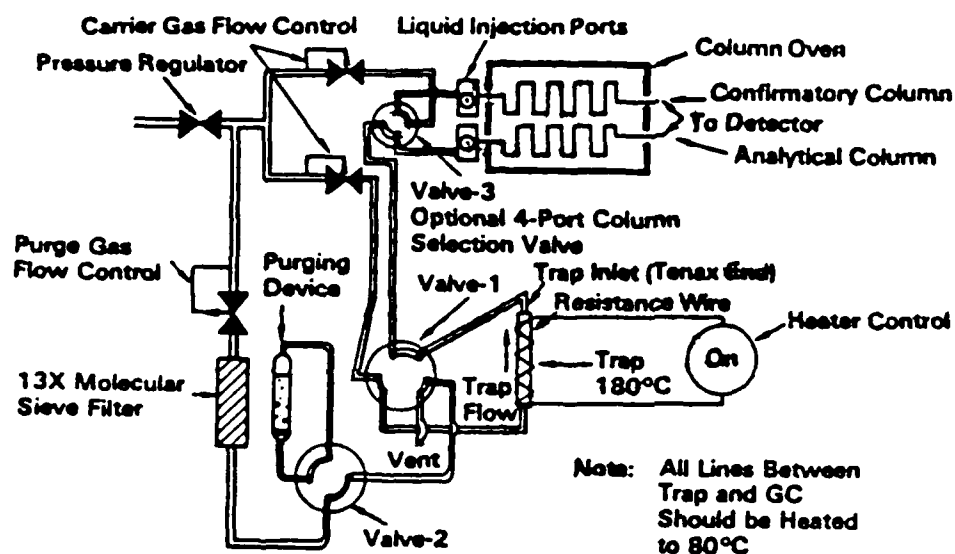 Carrier Gas Flow Control
Liquid Injection Ports
Pressure Regulator
Column Oven
Confirmatory Column
To Detector
Analytical Column
Valve-3
Optional 4-Port Column
Selection Valve
Purge Gas
Flow Control
Purging
Device
Valve-1
Trap Inlet (Tenax End)
Resistance Wire
Heater Control
On
Trap
180°C
13X Molecular
Sieve Filter
Trap
Flow
Vent
Valve-2
Note: All Lines Between
Trap and GC
Should be Heated
to 80°C